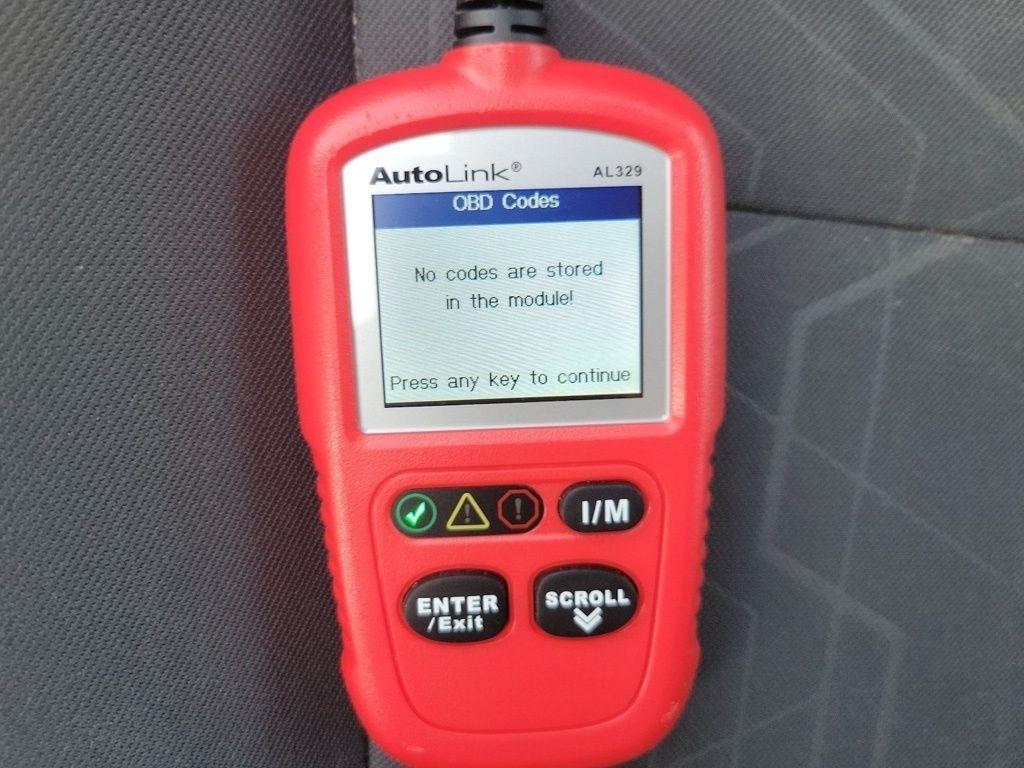 AutoLink® AL329
OBD Codes
No codes are stored
in the module!
Press any key to continue
I/M
ENTER
/Exit
SCROLL